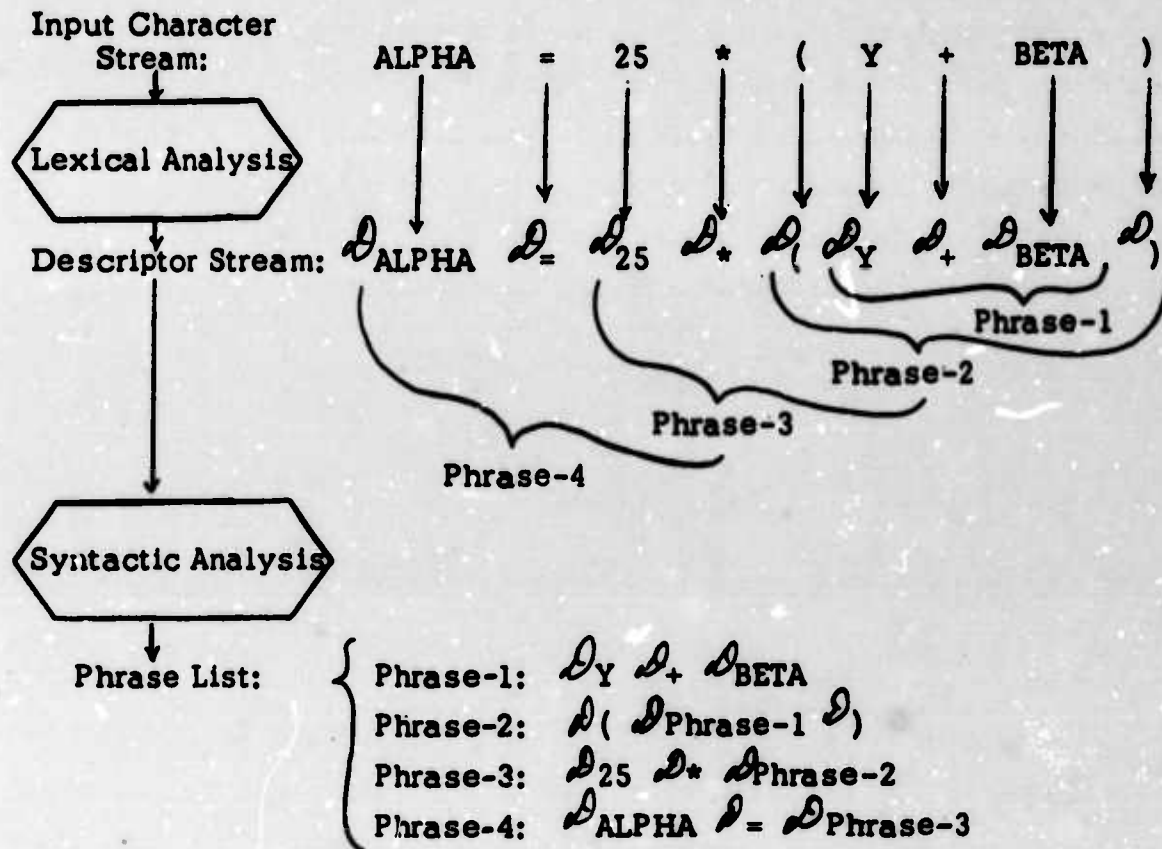 Input Character
Stream: ALPHA = 25 * ( Y + BETA )
Lexical Analysis
Descriptor Stream: 𝒟ALPHA 𝒟= 𝒟25 𝒟* 𝒟( 𝒟Y 𝒟+ 𝒟BETA 𝒟)
Phrase-1
Phrase-2
Phrase-3
Phrase-4
Syntactic Analysis
Phrase List:
Phrase-1: 𝒟Y 𝒟+ 𝒟BETA
Phrase-2: 𝒟( 𝒟Phrase-1 𝒟)
Phrase-3: 𝒟25 𝒟* 𝒟Phrase-2
Phrase-4: 𝒟ALPHA 𝒟= 𝒟Phrase-3